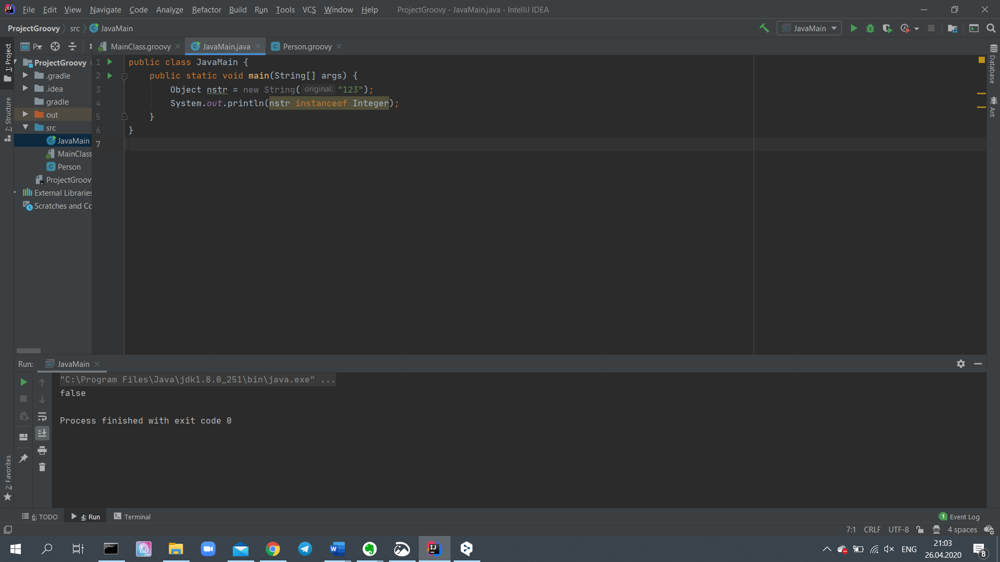 File Edit View Navigate Code Analyze Refactor Build Run Tools VCS Window Help ProjectGroovy - JavaMain.java - IntelliJ IDEA
ProjectGroovy src JavaMain
JavaMain
P... MainClass.groovy JavaMain.java Person.groovy
1: Project
7: Structure
2: Favorites
Database
Ant
ProjectGroovy
.gradle
.idea
gradle
out
src
JavaMain
MainClass
Person
ProjectGroovy
External Libraries
Scratches and Co
1 public class JavaMain {
2 public static void main(String[] args) {
3 Object nstr = new String( original: "123");
4 System.out.println(nstr instanceof Integer);
5 }
6 }
7
Run: JavaMain
"C:\Program Files\Java\jdk1.8.0_251\bin\java.exe" ...
false
Process finished with exit code 0
6: TODO 4: Run Terminal 1 Event Log
7:1 CRLF UTF-8 4 spaces
ENG 21:03
26.04.2020
8